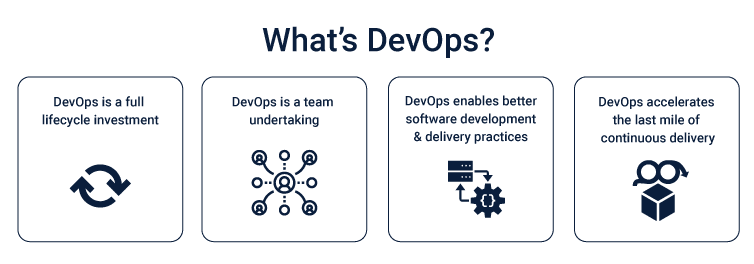 What's DevOps?
DevOps is a full
lifecycle investment
DevOps is a team
undertaking
DevOps enables better
software development
& delivery practices
DevOps accelerates
the last mile of
continuous delivery